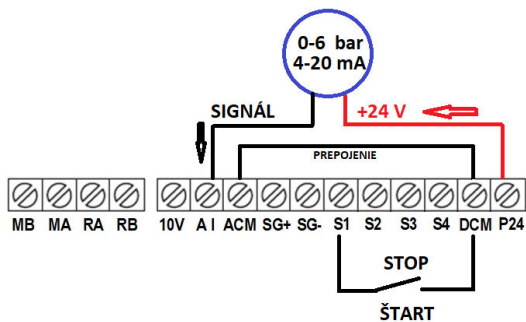 0-6 bar
4-20 mA
SIGNÁL
+24 V
PREPOJENIE
MB MA RA RB 10V A I ACM SG+ SG- S1 S2 S3 S4 DCM P24
STOP
ŠTART